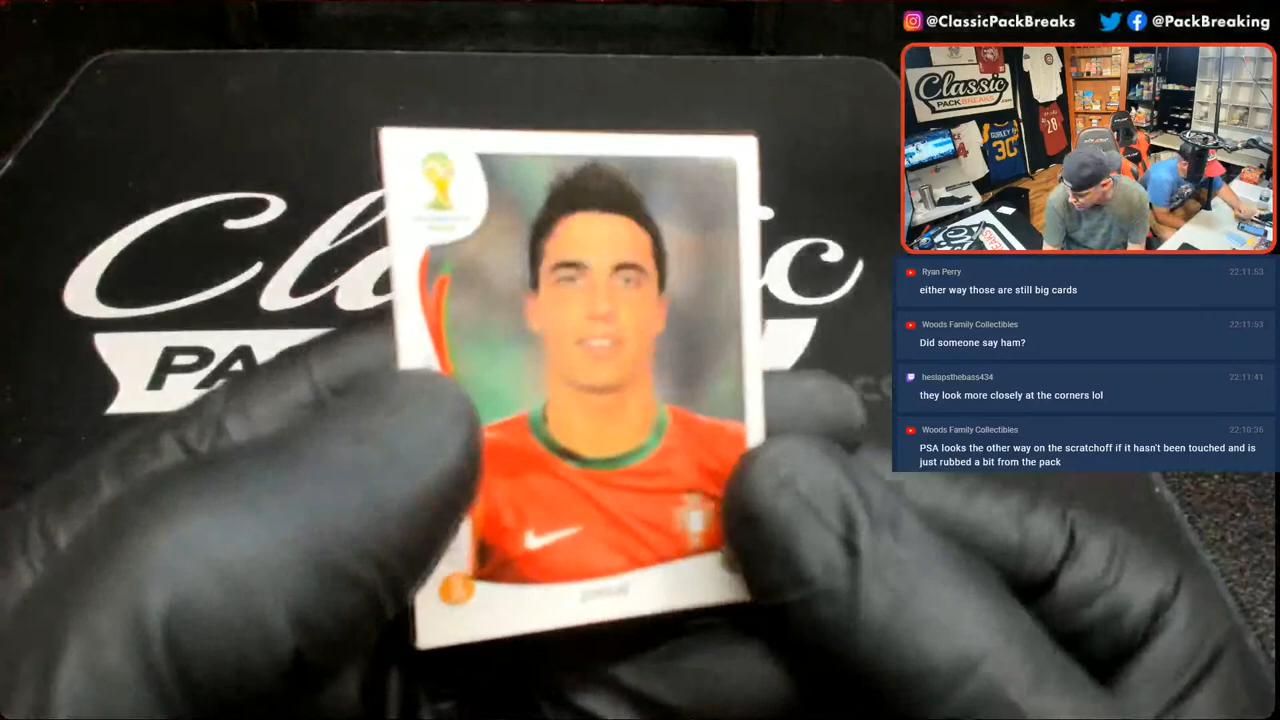 @ClassicPackBreaks
@PackBreaking
Classic
PACKBREAKS.com
GURLEY
30
28
Ryan Perry
22:11:53
either way those are still big cards
Woods Family Collectibles
22:11:53
Did someone say ham?
heslapsthebass434
22:11:41
they look more closely at the corners lol
Woods Family Collectibles
22:10:36
PSA looks the other way on the scratchoff if it hasn't been touched and is
just rubbed a bit from the pack
Cla
ic
PA